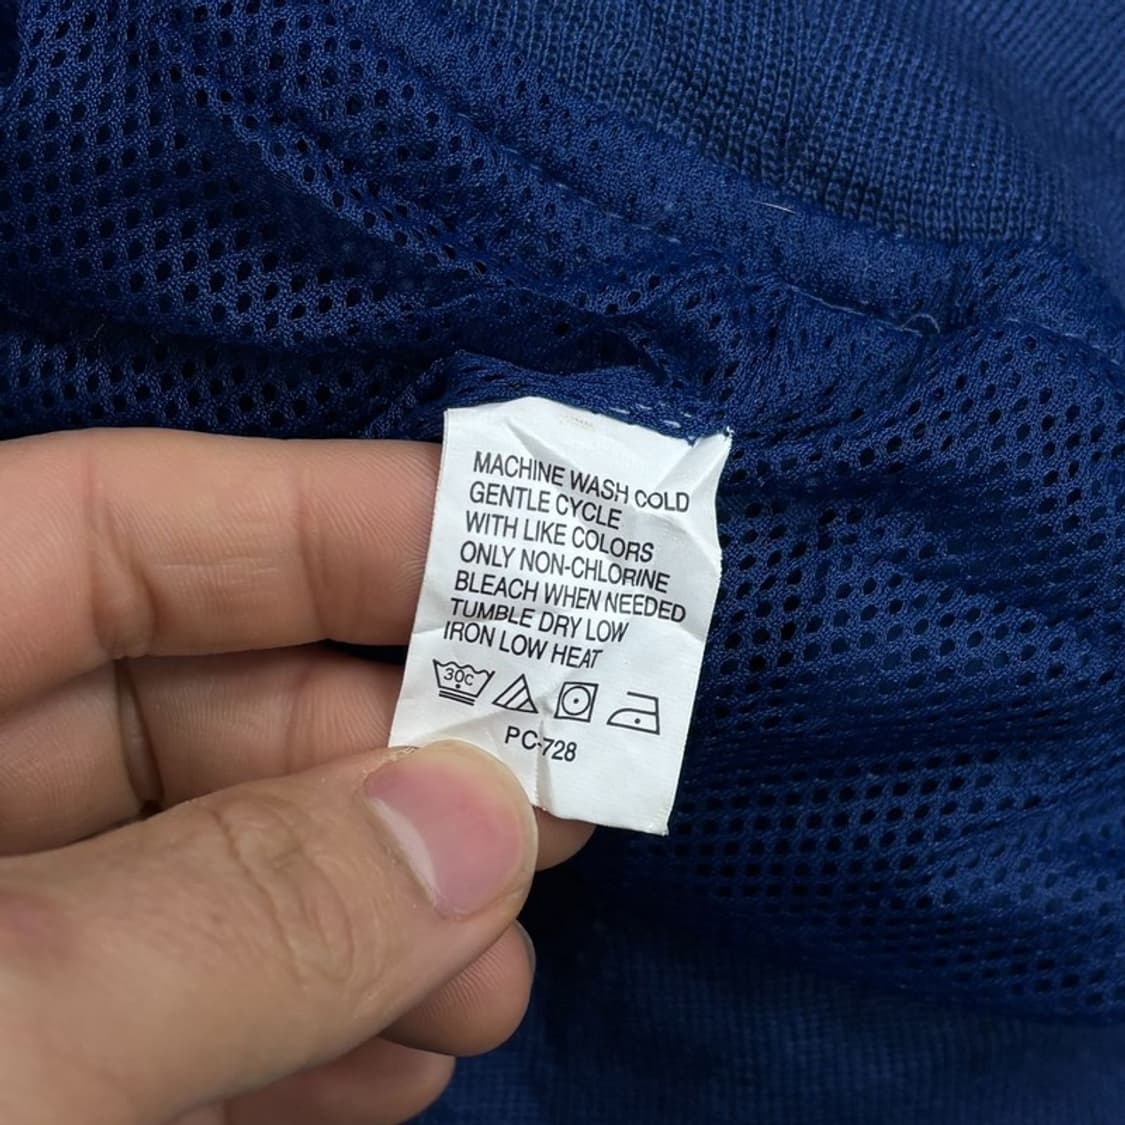 MACHINE WASH COLD
GENTLE CYCLE
WITH LIKE COLORS
ONLY NON-CHLORINE
BLEACH WHEN NEEDED
TUMBLE DRY LOW
IRON LOW HEAT
30C
PC-728